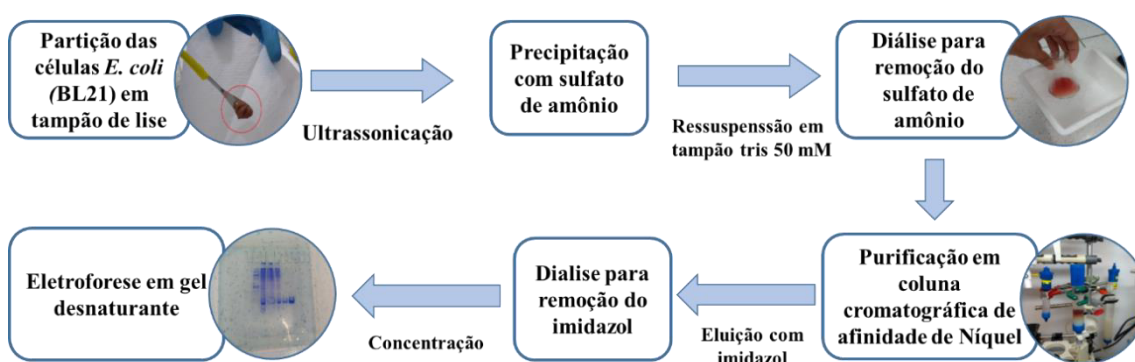 Partição das
células E. coli
(BL21) em
tampão de lise
Ultrassonicação
Precipitação
com sulfato
de amônio
Ressuspenssão em
tampão tris 50 mM
Diálise para
remoção do
sulfato de
amônio
Purificação em
coluna
cromatográfica de
afinidade de Níquel
Eluição com
imidazol
Dialise para
remoção do
imidazol
Concentração
Eletroforese em gel
desnaturante